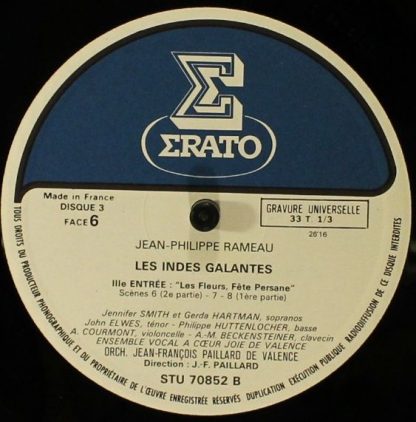 ΣRATO
Made in France
DISQUE 3
FACE 6
GRAVURE UNIVERSELLE
33 T. 1/3
26'16
JEAN-PHILIPPE RAMEAU
LES INDES GALANTES
IIIe ENTRÉE : "Les Fleurs, Fête Persane"
Scènes 6 (2e partie) - 7 - 8 (1ère partie)
Jennifer SMITH et Gerda HARTMAN, sopranos
John ELWES, ténor - Philippe HUTTENLOCHER, basse
A. COURMONT, violoncelle - A.-M. BECKENSTEINER, clavecin
ENSEMBLE VOCAL A CŒUR JOIE DE VALENCE
ORCH. JEAN-FRANÇOIS PAILLARD DE VALENCE
Direction : J.-F. PAILLARD
STU 70852 B
TOUS DROITS DU PRODUCTEUR PHONOGRAPHIQUE ET DU PROPRIÉTAIRE DE L'ŒUVRE ENREGISTRÉE RÉSERVÉS DUPLICATION EXÉCUTION PUBLIQUE RADIODIFFUSION DE CE DISQUE INTERDITES